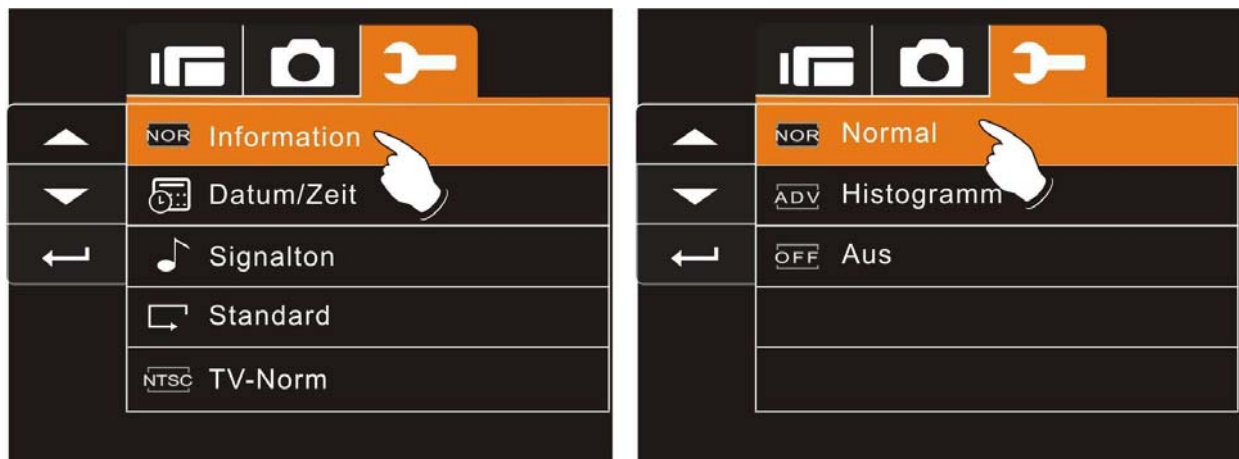 NOR Information
Datum/Zeit
Signalton
Standard
NTSC TV-Norm
NOR Normal
ADV Histogramm
OFF Aus